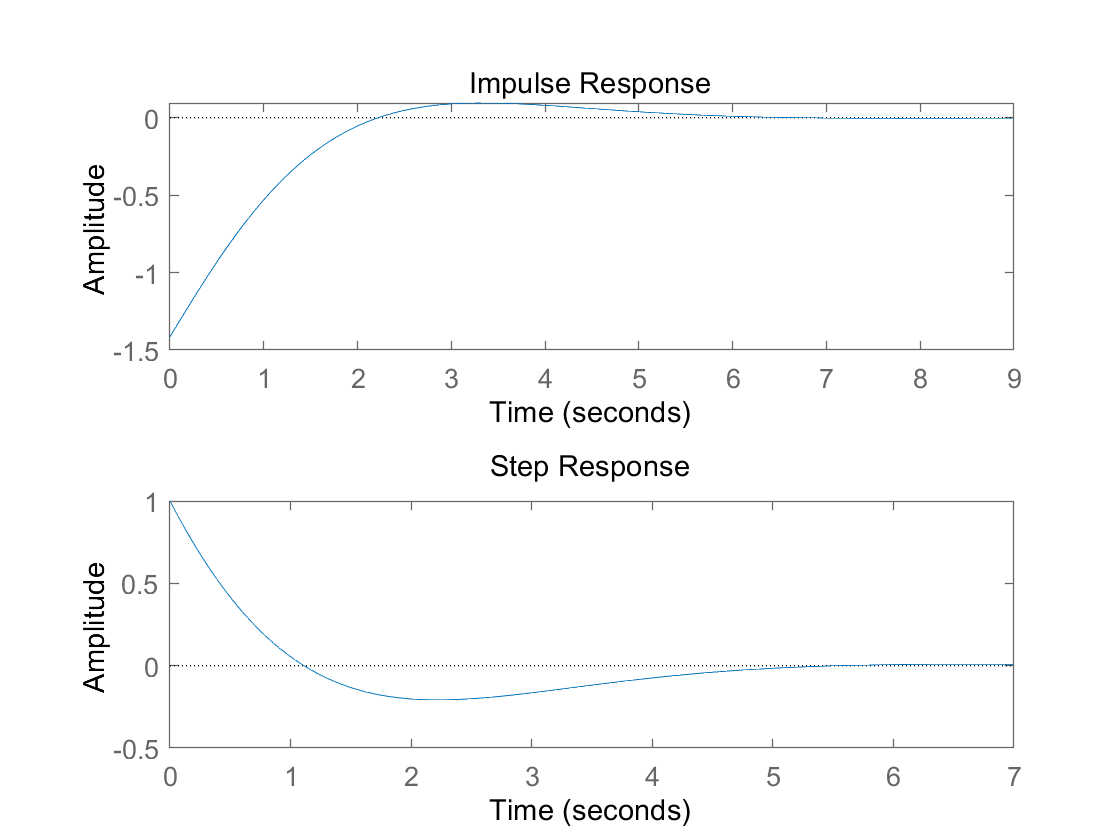 Impulse Response
0
-0.5
-1
-1.5
Amplitude
0 1 2 3 4 5 6 7 8 9
Time (seconds)
Step Response
1
0.5
0
-0.5
Amplitude
0 1 2 3 4 5 6 7
Time (seconds)